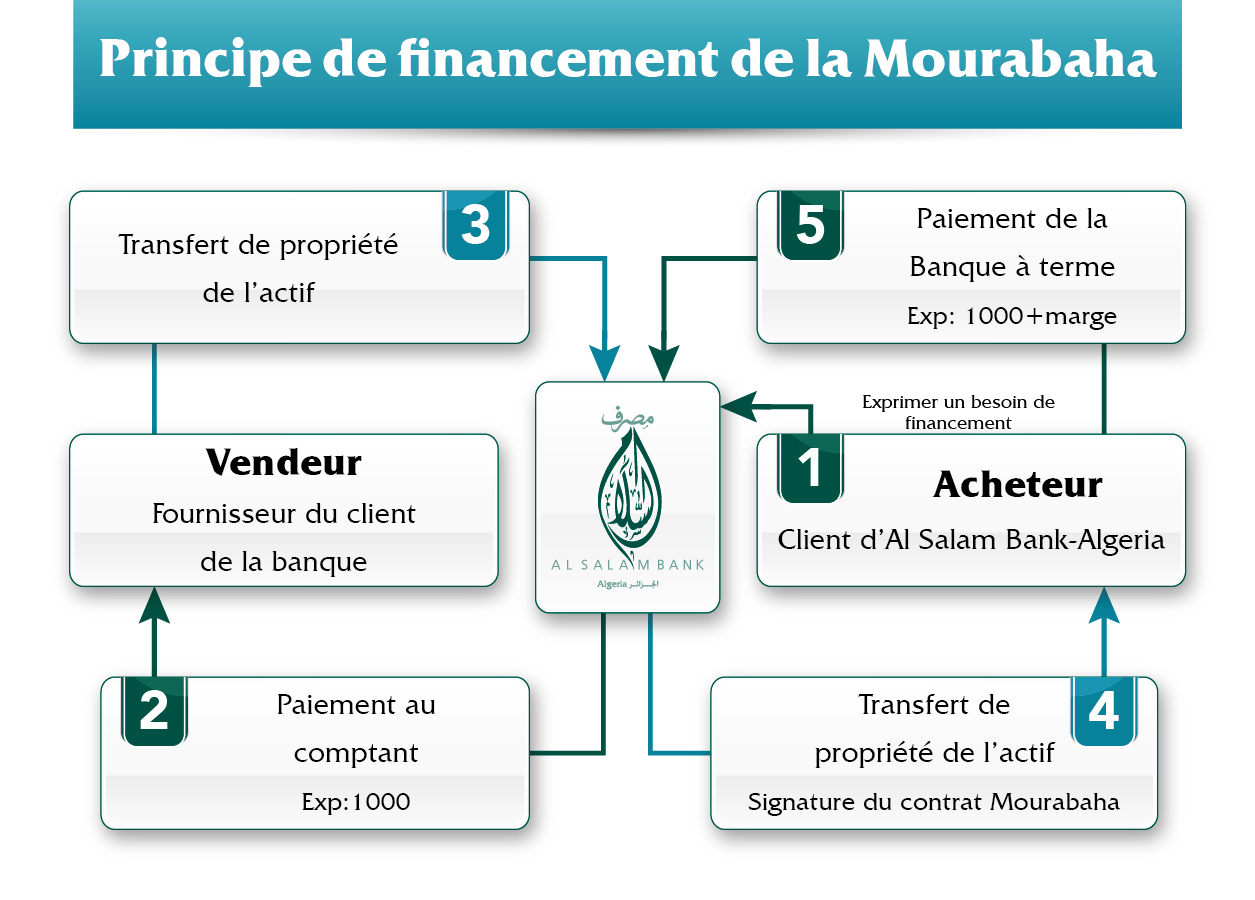 Principe de financement de la Mourabaha
3
Transfert de propriété
de l'actif
5
Paiement de la
Banque à terme
Exp: 1000+marge
Exprimer un besoin de
financement
Vendeur
Fournisseur du client
de la banque
مصرف
السلام
AL SALAM BANK
Algeria الجزائر
1
Acheteur
Client d'Al Salam Bank-Algeria
2
Paiement au
comptant
Exp:1000
4
Transfert de
propriété de l'actif
Signature du contrat Mourabaha